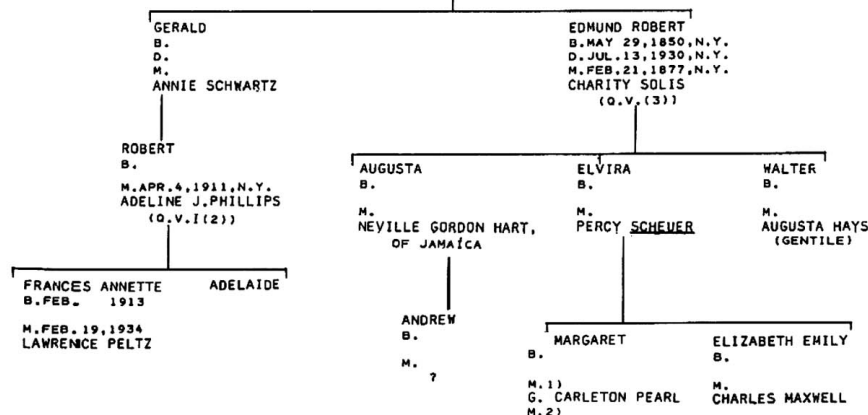 GERALD
B.
D.
M.
ANNIE SCHWARTZ
EDMUND ROBERT
B.MAY 29,1850,N.Y.
D.JUL.13,1930,N.Y.
M.FEB.21,1877,N.Y.
CHARITY SOLIS
(Q.V.(3))
ROBERT
B.
M.APR.4,1911,N.Y.
ADELINE J.PHILLIPS
(Q.V.I(2))
AUGUSTA
B.
M.
NEVILLE GORDON HART,
OF JAMAÍCA
ELVIRA
B.
M.
PERCY SCHEUER
WALTER
B.
M.
AUGUSTA HAYS
(GENTILE)
FRANCES ANNETTE
B.FEB. 1913
M.FEB.19,1934
LAWRENCE PELTZ
ADELAIDE
ANDREW
B.
M.
?
MARGARET
B.
M.1)
G. CARLETON PEARL
M.2)
ELIZABETH EMILY
B.
M.
CHARLES MAXWELL